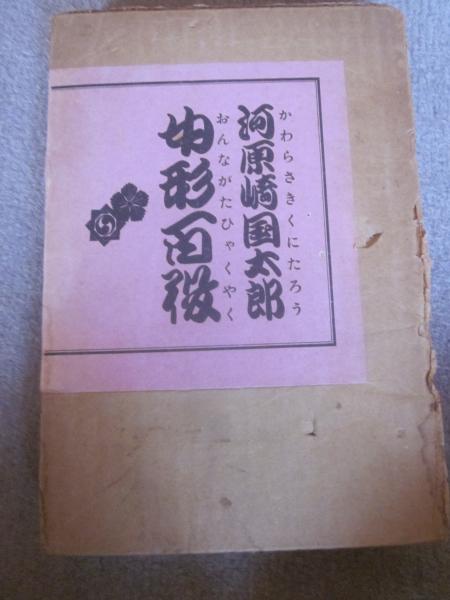 河原崎国太郎
かわらさきくにたろう
女形百役
おんながたひゃくやく